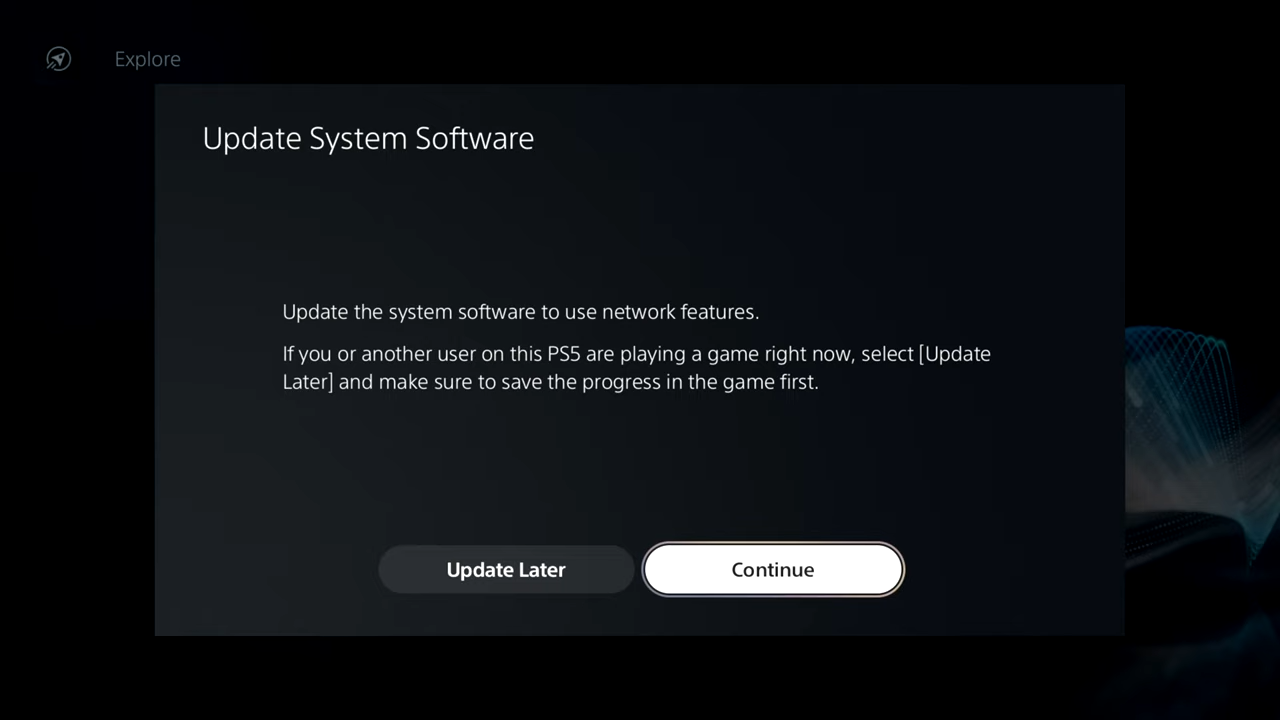 Explore
Update System Software
Update the system software to use network features.
If you or another user on this PS5 are playing a game right now, select [Update
Later] and make sure to save the progress in the game first.
Update Later
Continue